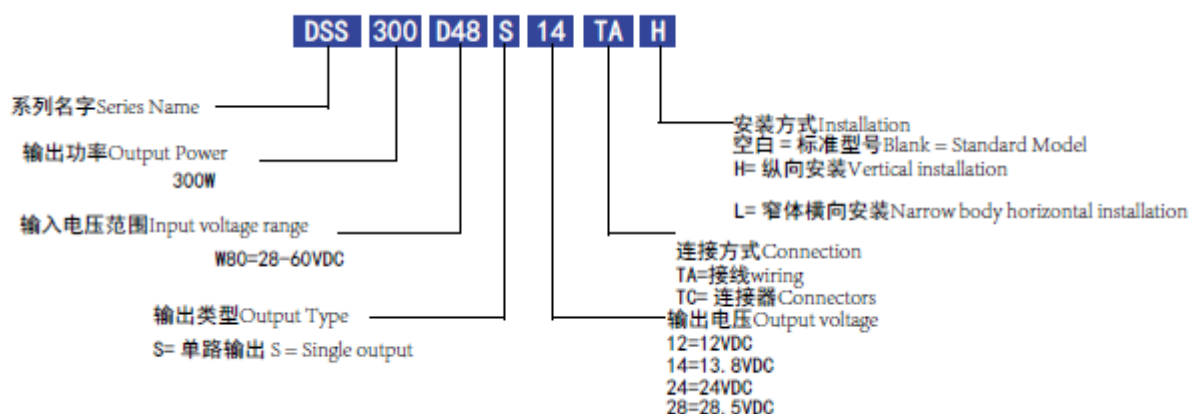 DSS 300 D48 S 14 TA H
系列名字Series Name
输出功率Output Power
300W
输入电压范围Input voltage range
W80=28-60VDC
输出类型Output Type
S= 单路输出 S = Single output
安装方式Installation
空白 = 标准型号Blank = Standard Model
H= 纵向安装Vertical installation
L= 窄体横向安装Narrow body horizontal installation
连接方式Connection
TA=接线wiring
TC= 连接器Connectors
输出电压Output voltage
12=12VDC
14=13.8VDC
24=24VDC
28=28.5VDC